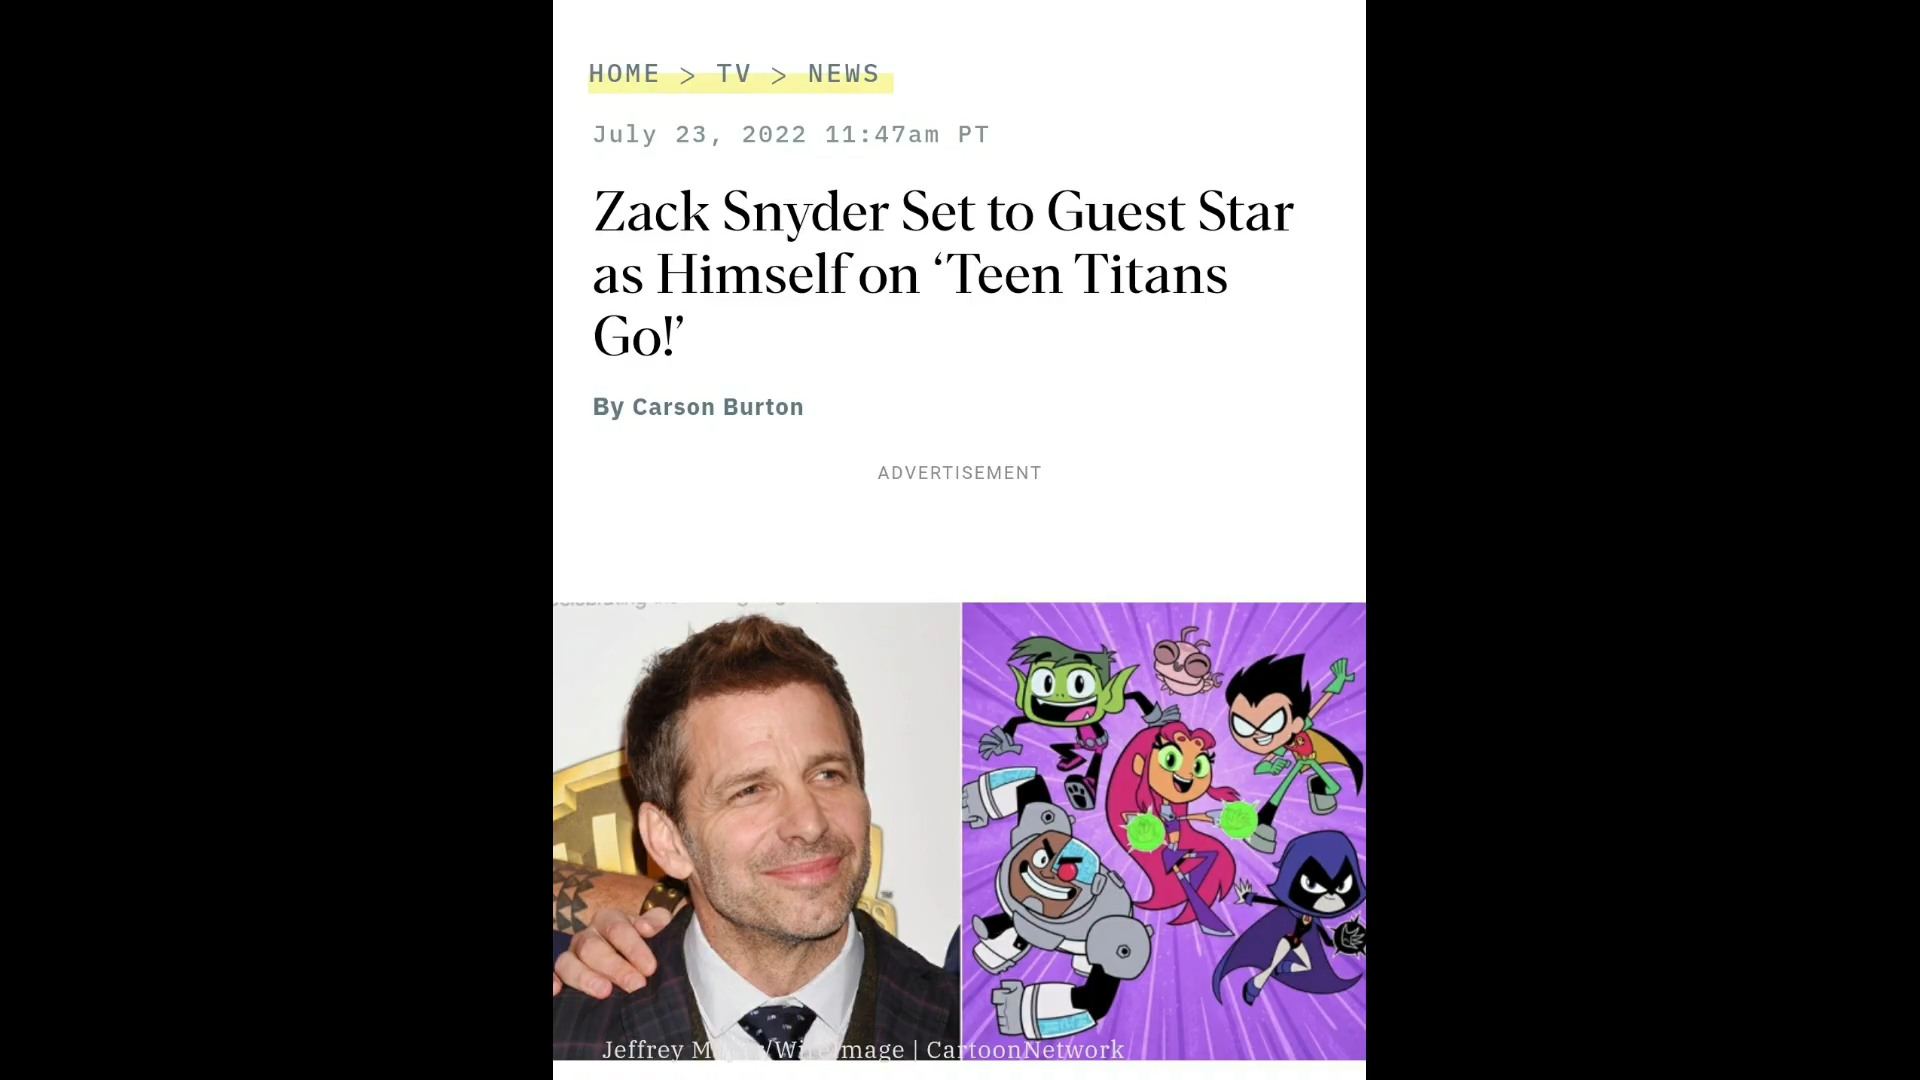 HOME > TV > NEWS
July 23, 2022 11:47am PT
Zack Snyder Set to Guest Star
as Himself on ‘Teen Titans
Go!’
By Carson Burton
ADVERTISEMENT
Jeffrey | CartoonNetwork